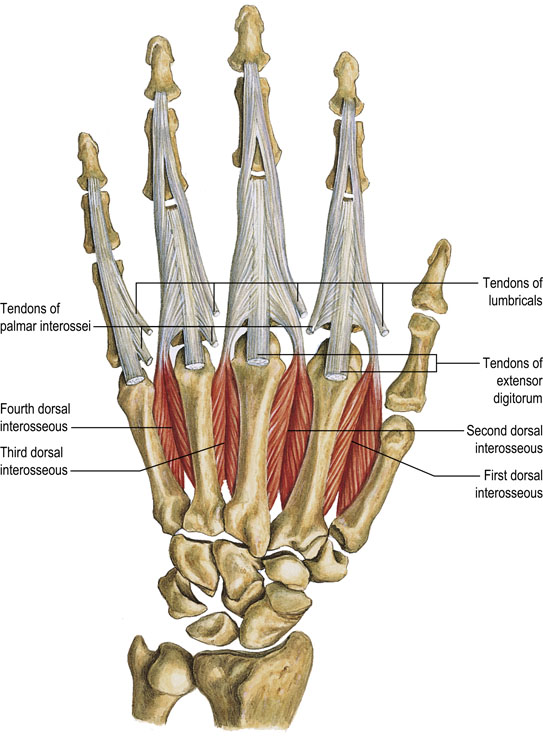 Tendons of
lumbricals
Tendons of
palmar interossei
Tendons of
extensor
digitorum
Fourth dorsal
interosseous
Third dorsal
interosseous
Second dorsal
interosseous
First dorsal
interosseous